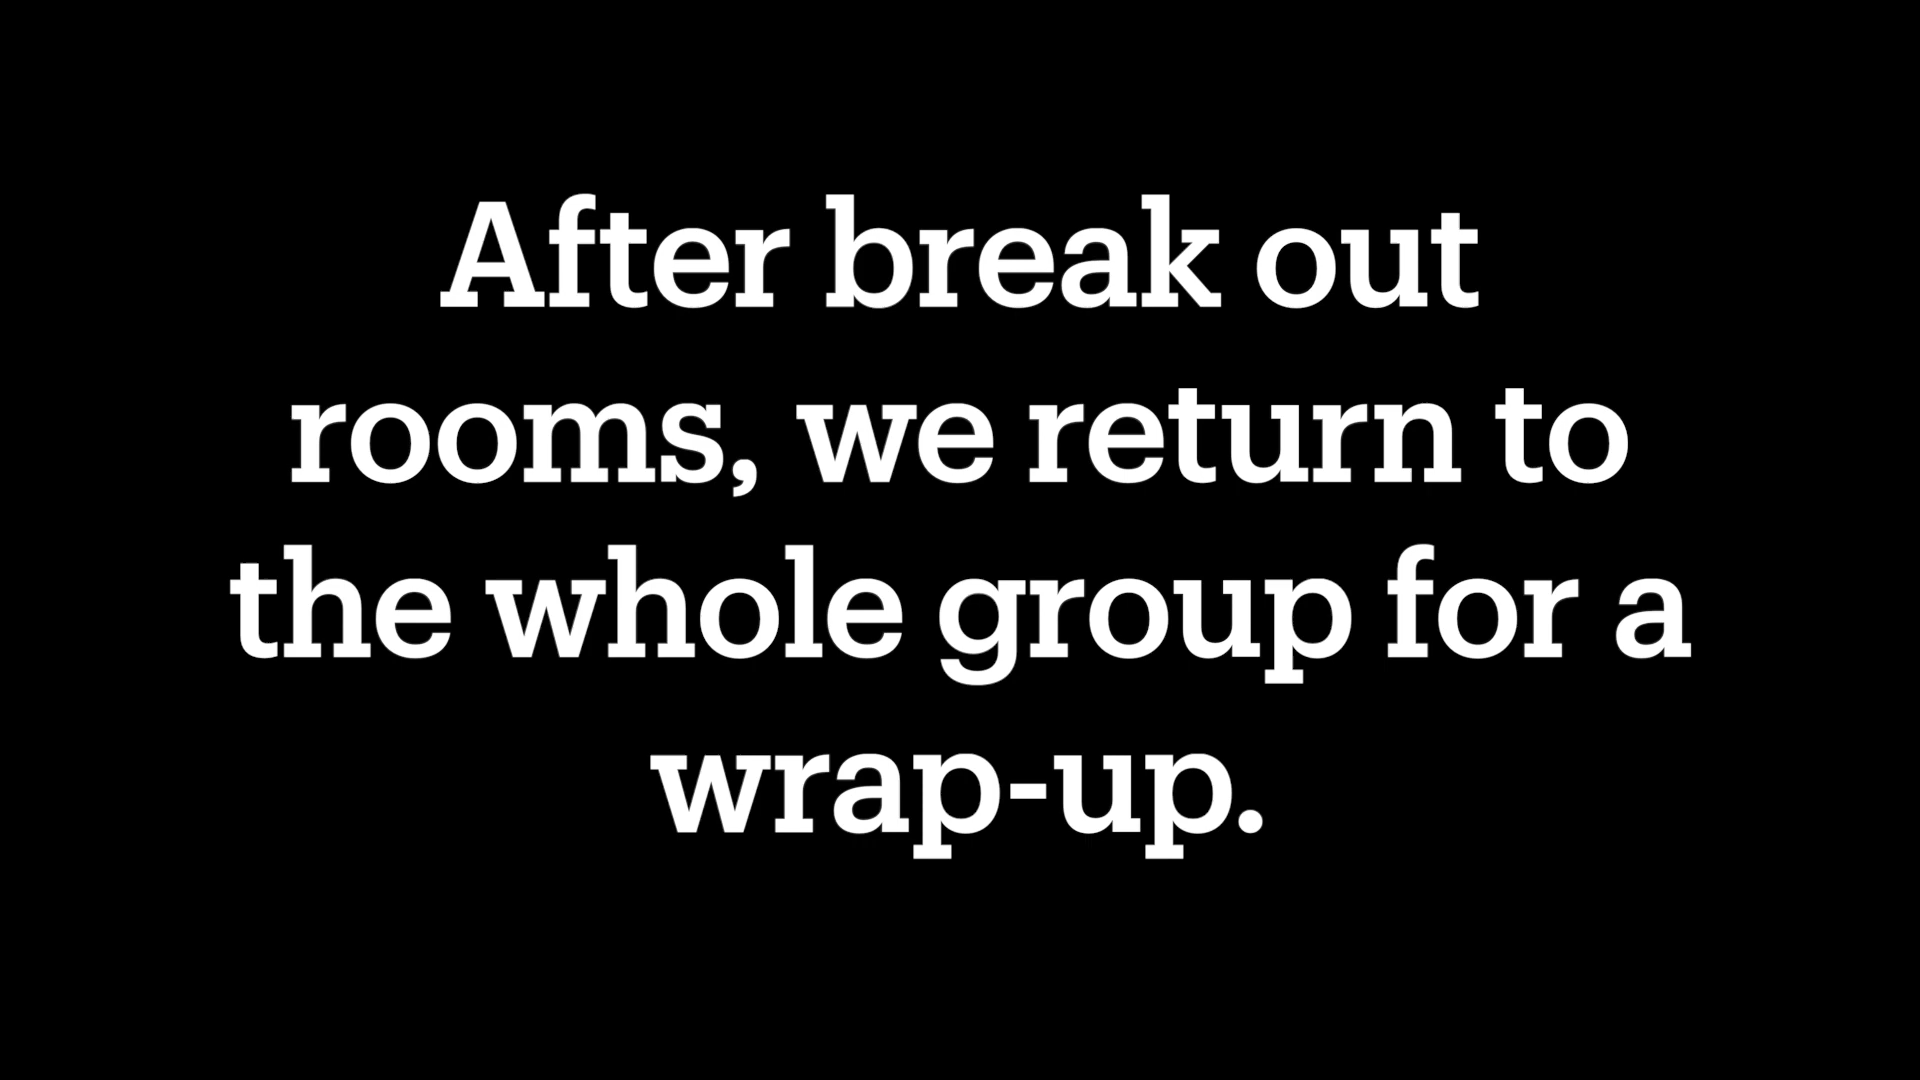 After break out
rooms, we return to
the whole group for a
wrap-up.